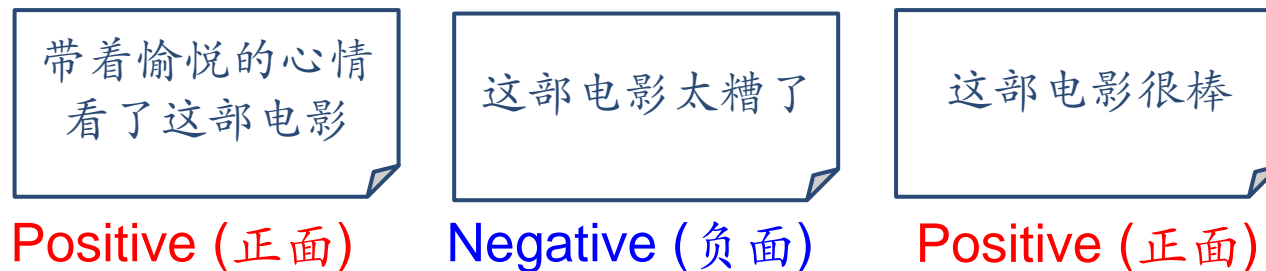 带着愉悦的心情
看了这部电影
Positive (正面)
这部电影太糟了
Negative (负面)
这部电影很棒
Positive (正面)